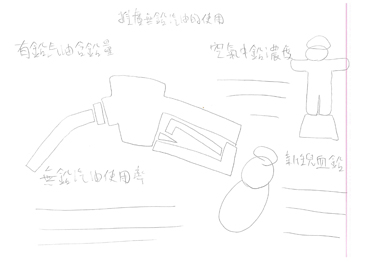 推廣無鉛汽油的使用
有鉛汽油含鉛量
空氣中鉛濃度
新生兒血鉛
無鉛汽油使用率